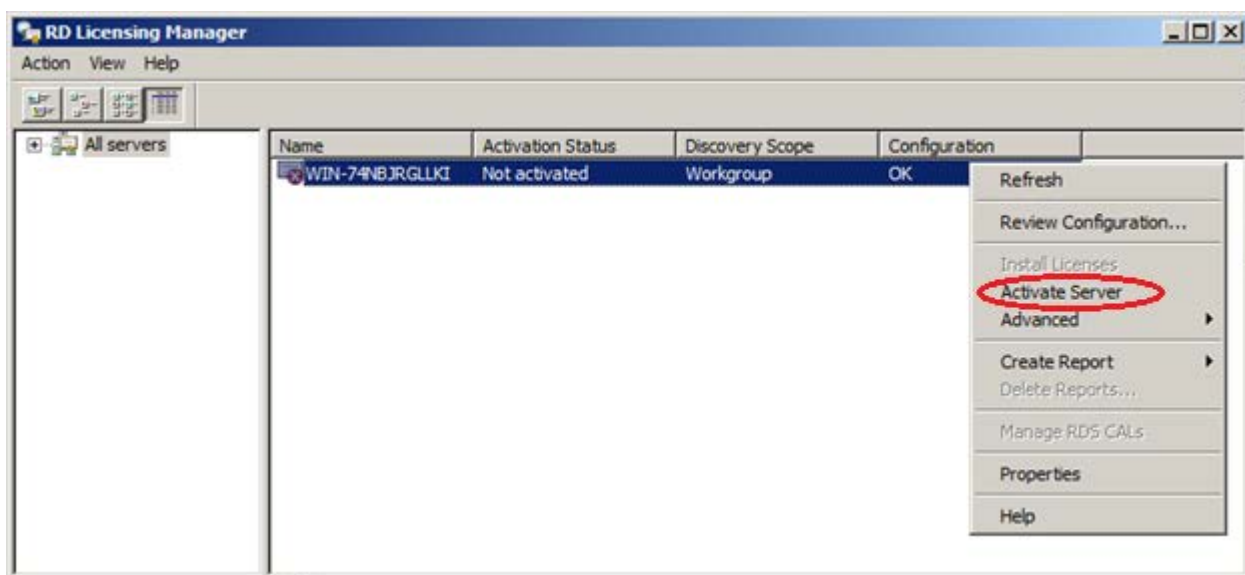 RD Licensing Manager
Action View Help
All servers
Name Activation Status Discovery Scope Configuration
WIN-74NBJRGLLKI Not activated Workgroup OK
Refresh
Review Configuration...
Install Licenses
Activate Server
Advanced
Create Report
Delete Reports...
Manage RDS CALs
Properties
Help